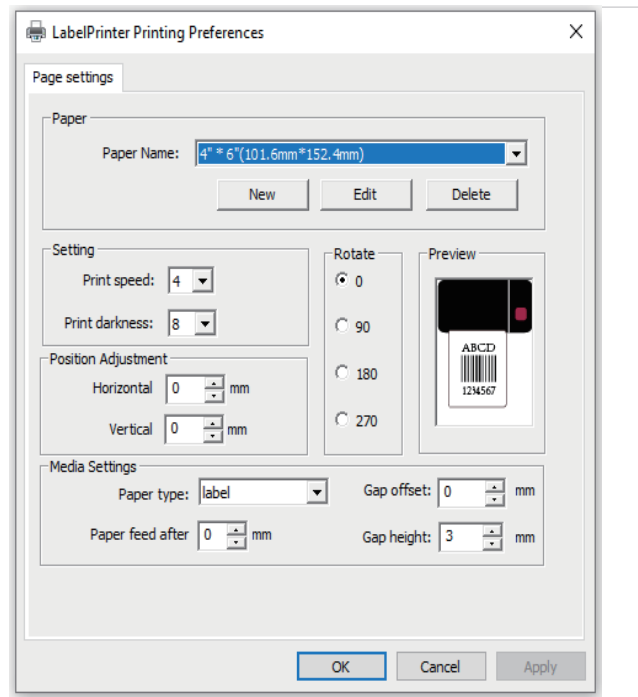 LabelPrinter Printing Preferences
Page settings
Paper
Paper Name: 4" * 6"(101.6mm*152.4mm)
New Edit Delete
Setting
Print speed: 4
Print darkness: 8
Position Adjustment
Horizontal 0 mm
Vertical 0 mm
Rotate
0
90
180
270
Preview
ABCD
1234567
Media Settings
Paper type: label
Gap offset: 0 mm
Paper feed after 0 mm
Gap height: 3 mm
OK Cancel Apply